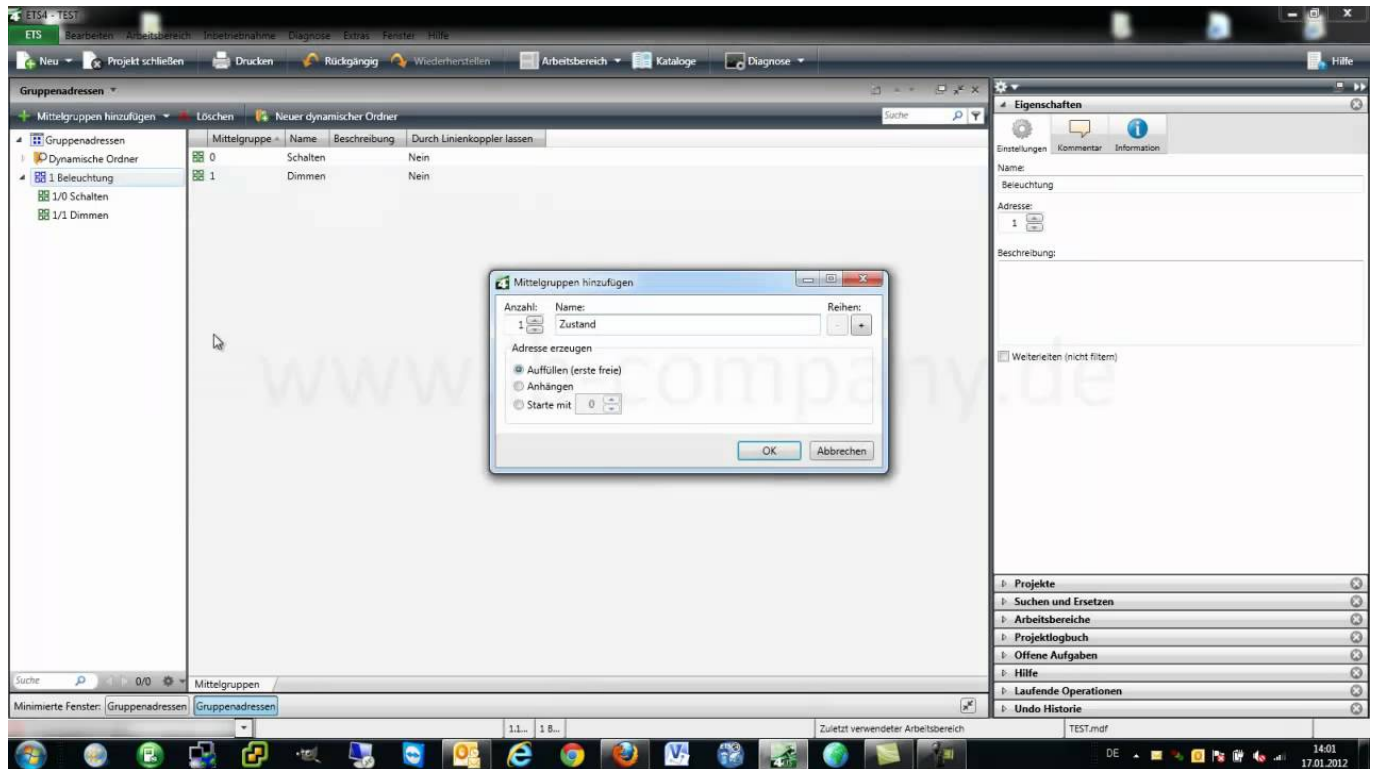 ETS4 - TEST
ETS Bearbeiten Arbeitsbereich Inbetriebnahme Diagnose Extras Fenster Hilfe
Neu Projekt schließen Drucken Rückgängig Wiederherstellen Arbeitsbereich Kataloge Diagnose Hilfe
Gruppenadressen
Mittelgruppen hinzufügen Löschen Neuer dynamischer Ordner Suche
Gruppenadressen
Dynamische Ordner
1 Beleuchtung
1/0 Schalten
1/1 Dimmen
Mittelgruppe Name Beschreibung Durch Linienkoppler lassen
0 Schalten Nein
1 Dimmen Nein
Mittelgruppen hinzufügen
Anzahl: Name: Reihen:
1 Zustand - +
Adresse erzeugen
Auffüllen (erste freie)
Anhängen
Starte mit 0
OK Abbrechen
Eigenschaften
Einstellungen Kommentar Information
Name:
Beleuchtung
Adresse:
1
Beschreibung:
Weiterleiten (nicht filtern)
Projekte
Suchen und Ersetzen
Arbeitsbereiche
Projektlogbuch
Offene Aufgaben
Hilfe
Laufende Operationen
Undo Historie
Suche 0/0 Mittelgruppen
Minimierte Fenster: Gruppenadressen Gruppenadressen
1.1... 1 B... Zuletzt verwendeter Arbeitsbereich TEST.mdf
DE 14:01
17.01.2012